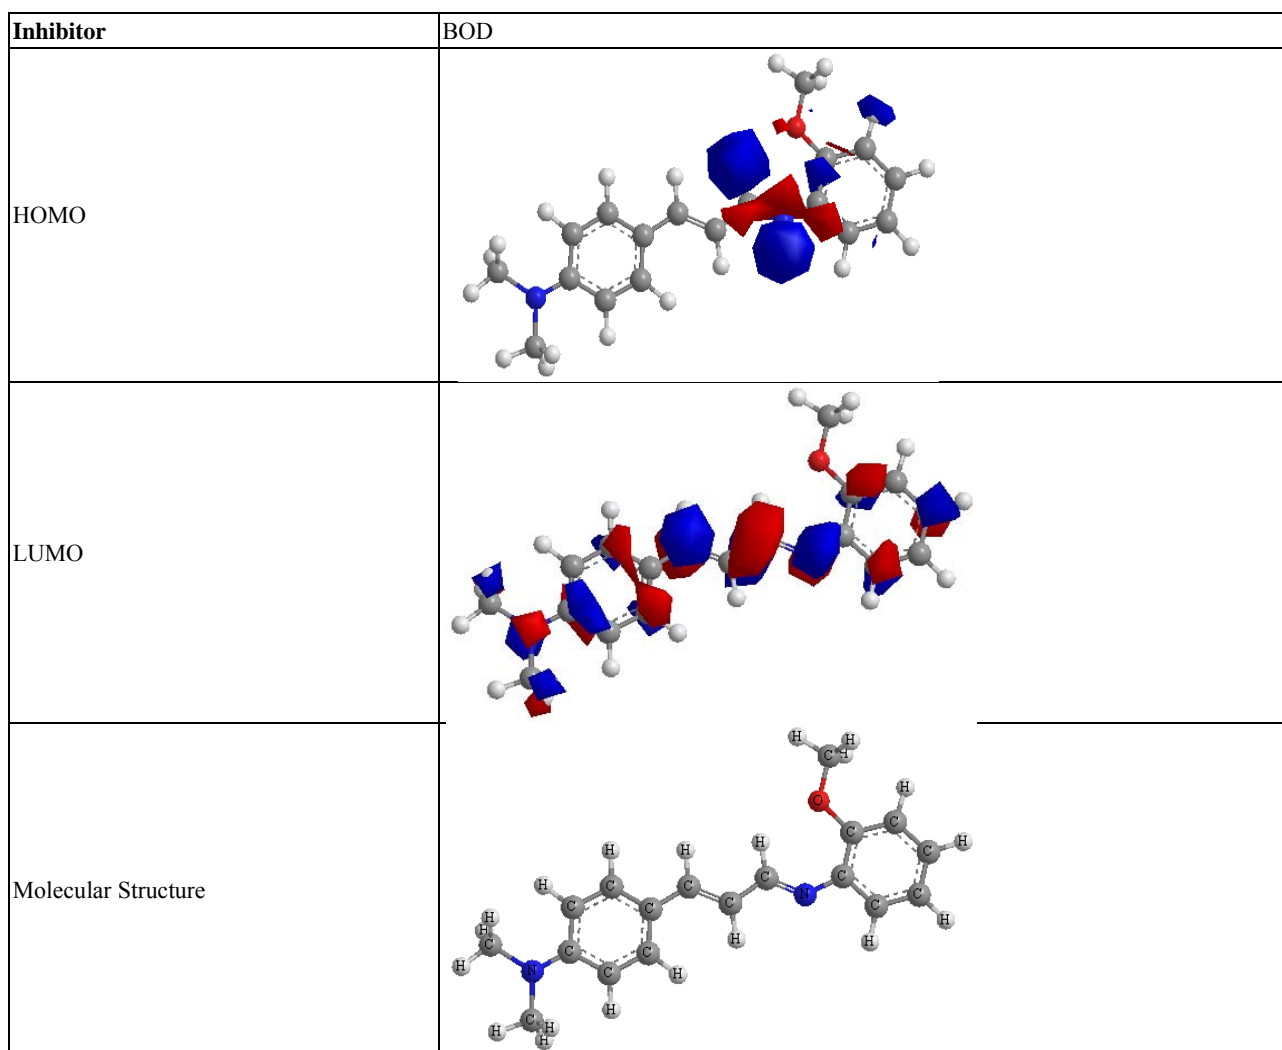 Inhibitor BOD
HOMO
LUMO
Molecular Structure
H H H
C
O H
C C
H H H C H
H C C C C
H C C C N C C
H C C H C H
H C C H H
H N C H
C H
H H H